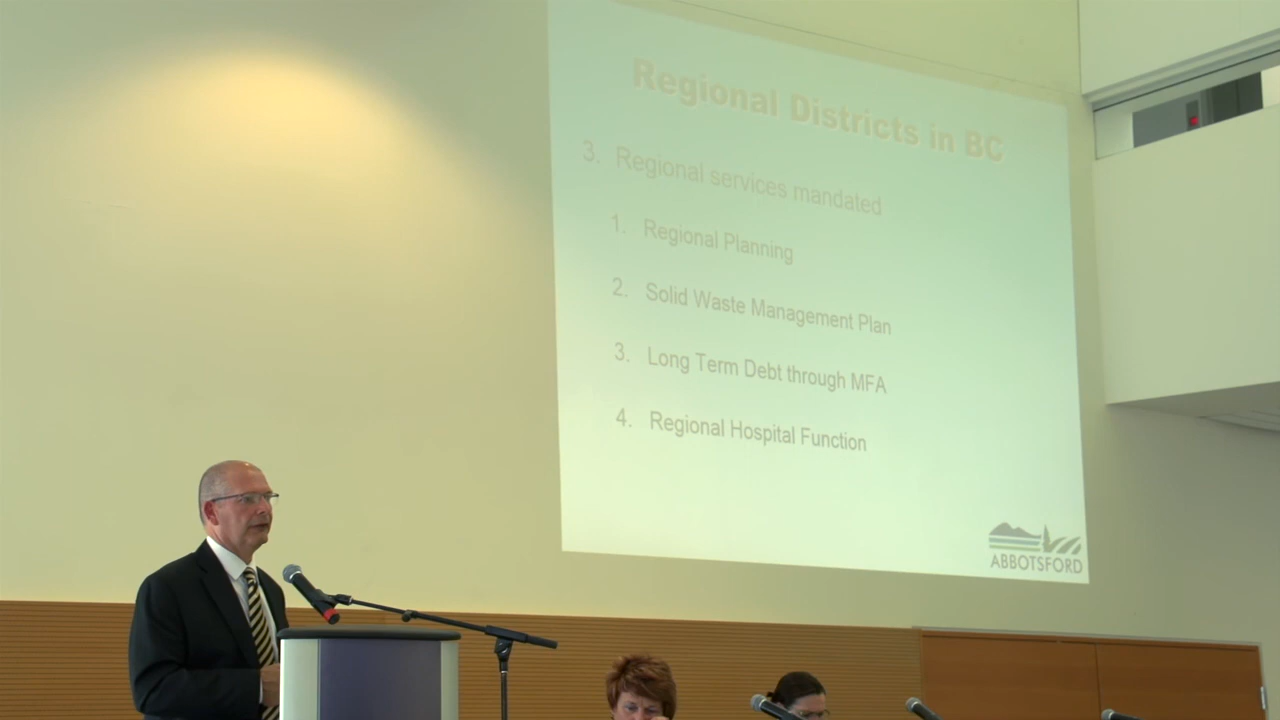 Regional Districts in BC
3. Regional services mandated
1. Regional Planning
2. Solid Waste Management Plan
3. Long Term Debt through MFA
4. Regional Hospital Function
ABBOTSFORD